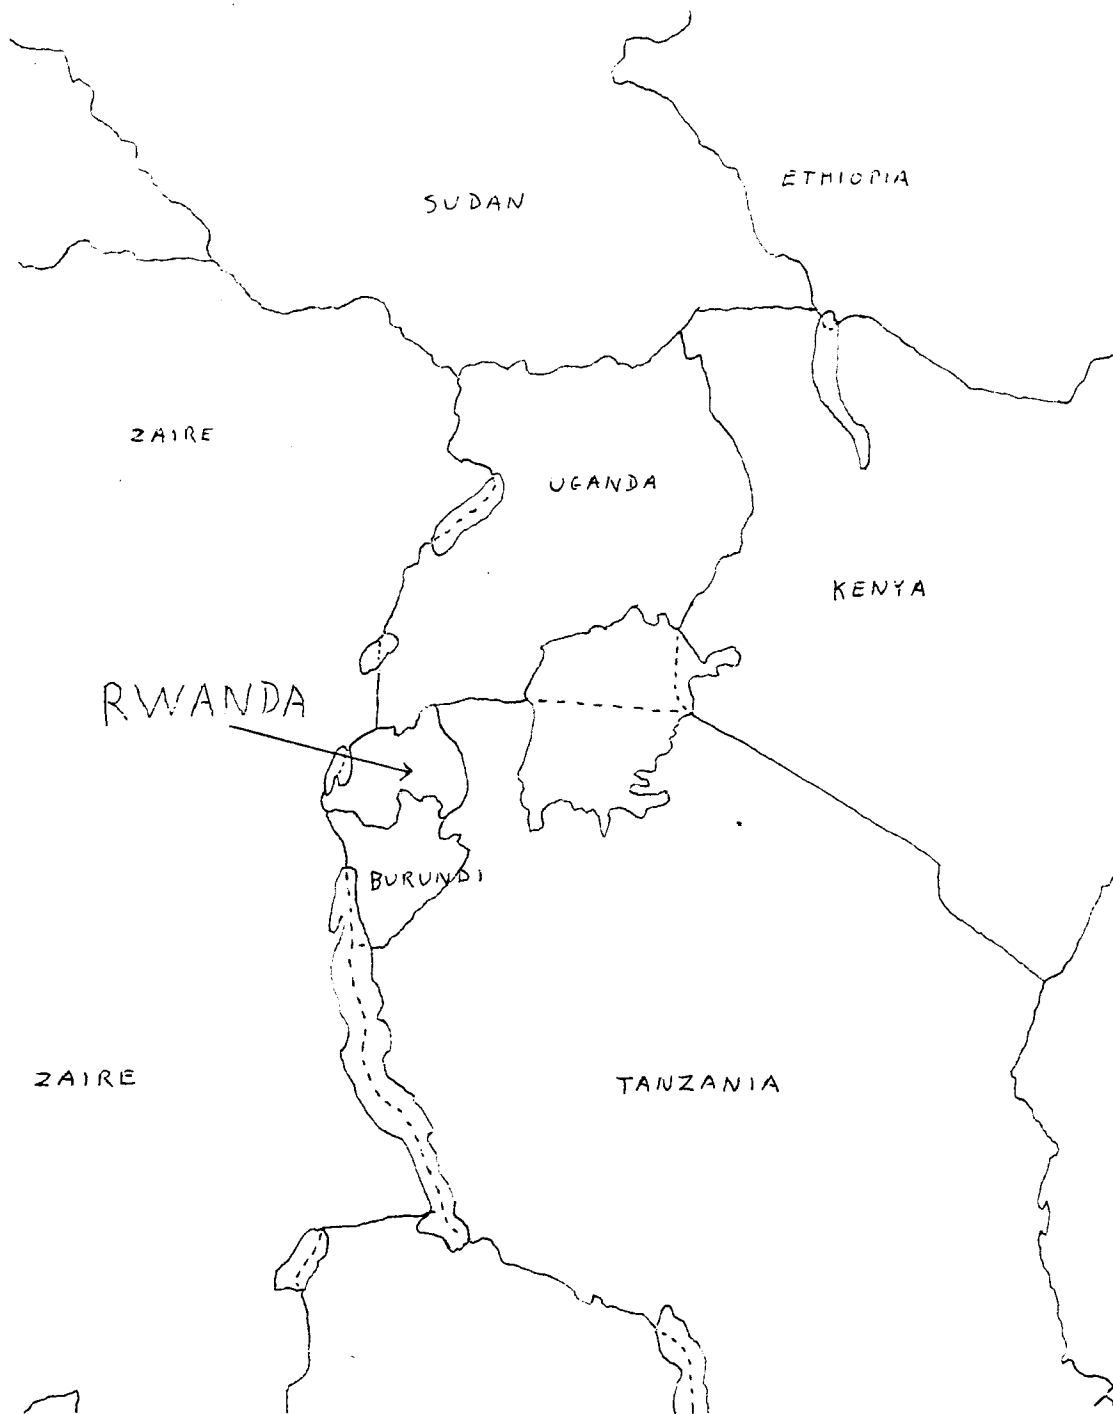 ETHIOPIA
SUDAN
ZAIRE
UGANDA
KENYA
RWANDA
BURUNDI
ZAIRE
TANZANIA